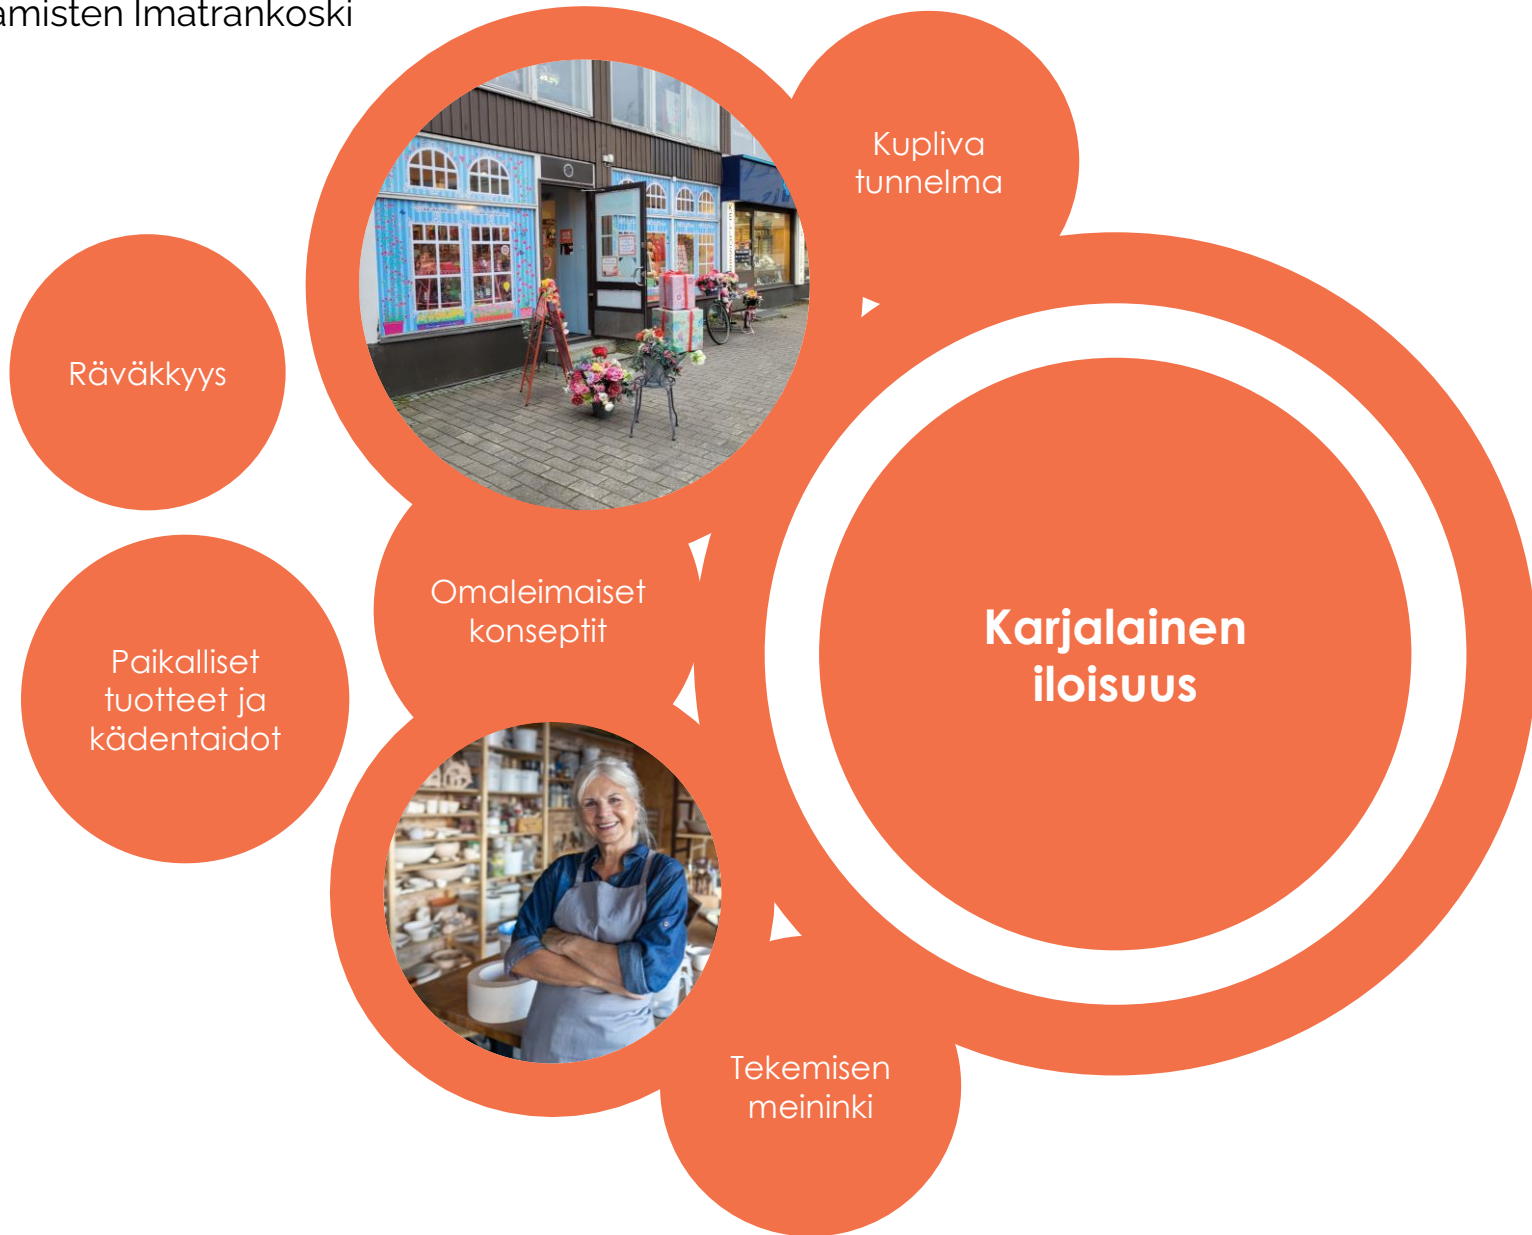 amisten Imatrankoski
Kupliva
tunnelma
Räväkkyys
Omaleimaiset
konseptit
Paikalliset
tuotteet ja
kädentaidot
Karjalainen
iloisuus
Tekemisen
meininki